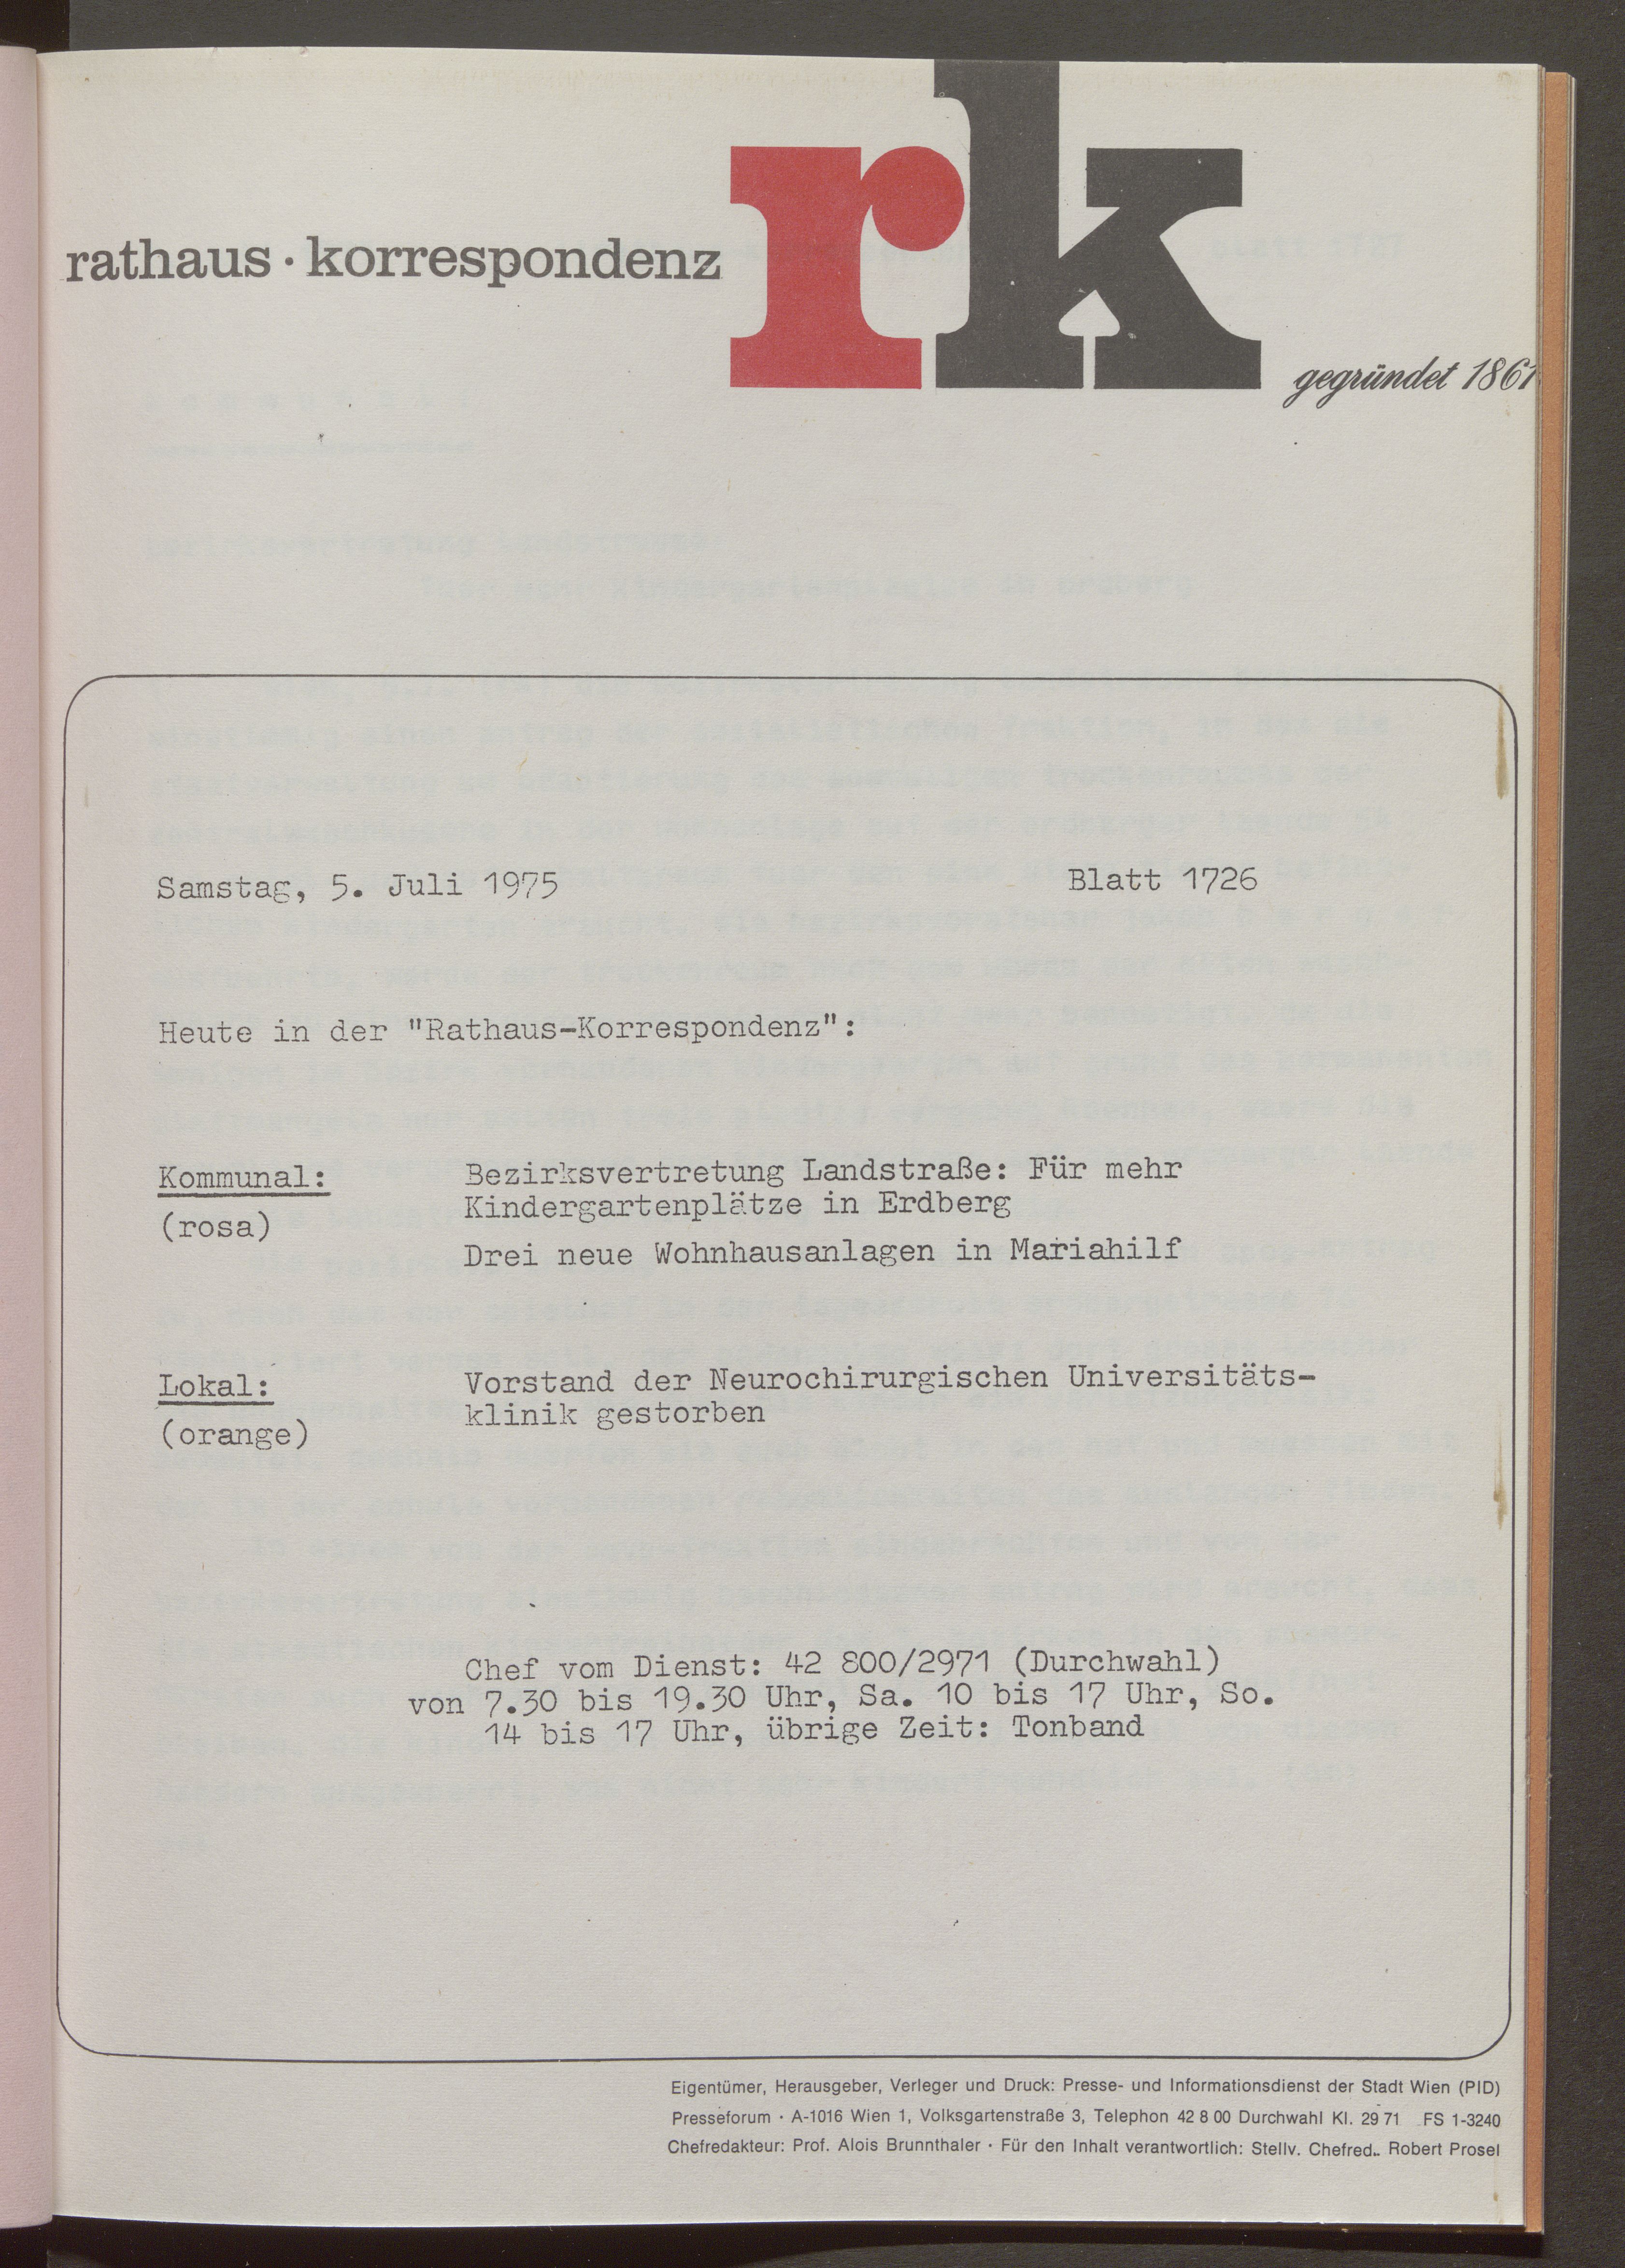 rathaus · korrespondenz
rk
gegründet 1861
Samstag, 5. Juli 1975 Blatt 1726
Heute in der "Rathaus-Korrespondenz":
Kommunal: Bezirksvertretung Landstraße: Für mehr
Kindergartenplätze in Erdberg
(rosa)
Drei neue Wohnhausanlagen in Mariahilf
Lokal: Vorstand der Neurochirurgischen Universitäts-
klinik gestorben
(orange)
Chef vom Dienst: 42 800/2971 (Durchwahl)
von 7.30 bis 19.30 Uhr, Sa. 10 bis 17 Uhr, So.
14 bis 17 Uhr, übrige Zeit: Tonband
Eigentümer, Herausgeber, Verleger und Druck: Presse- und Informationsdienst der Stadt Wien (PID)
Presseforum · A-1016 Wien 1, Volksgartenstraße 3, Telephon 42 8 00 Durchwahl Kl. 29 71 FS 1-3240
Chefredakteur: Prof. Alois Brunnthaler · Für den Inhalt verantwortlich: Stellv. Chefred.. Robert Prosel